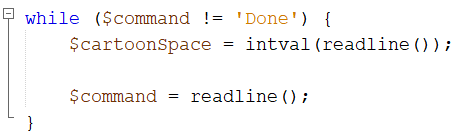 while ($command != 'Done') {
    $cartoonSpace = intval(readline());
    $command = readline();
}